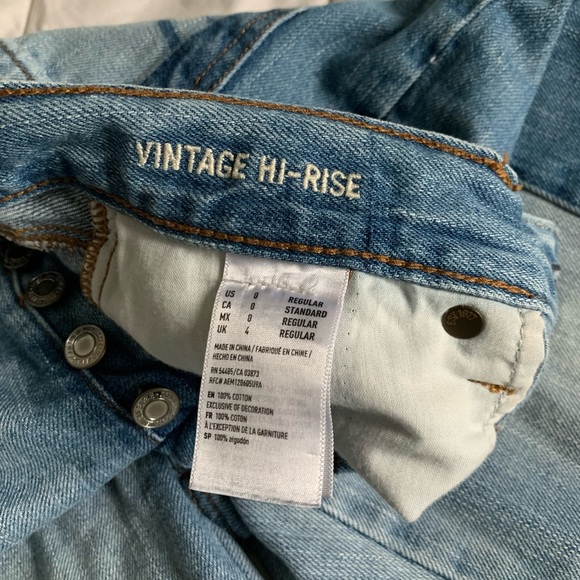 VINTAGE HI-RISE
US 0 REGULAR
CA 0 STANDARD
MX 0 REGULAR
UK 4 REGULAR
MADE IN CHINA / FABRIQUÉ EN CHINE /
HECHO EN CHINA
RN 54485/CA 03873
RFC# AEM120605U9A
EN 100% COTTON
EXCLUSIVE OF DECORATION
FR 100% COTON
À L'EXCEPTION DE LA GARNITURE
SP 100% algodón